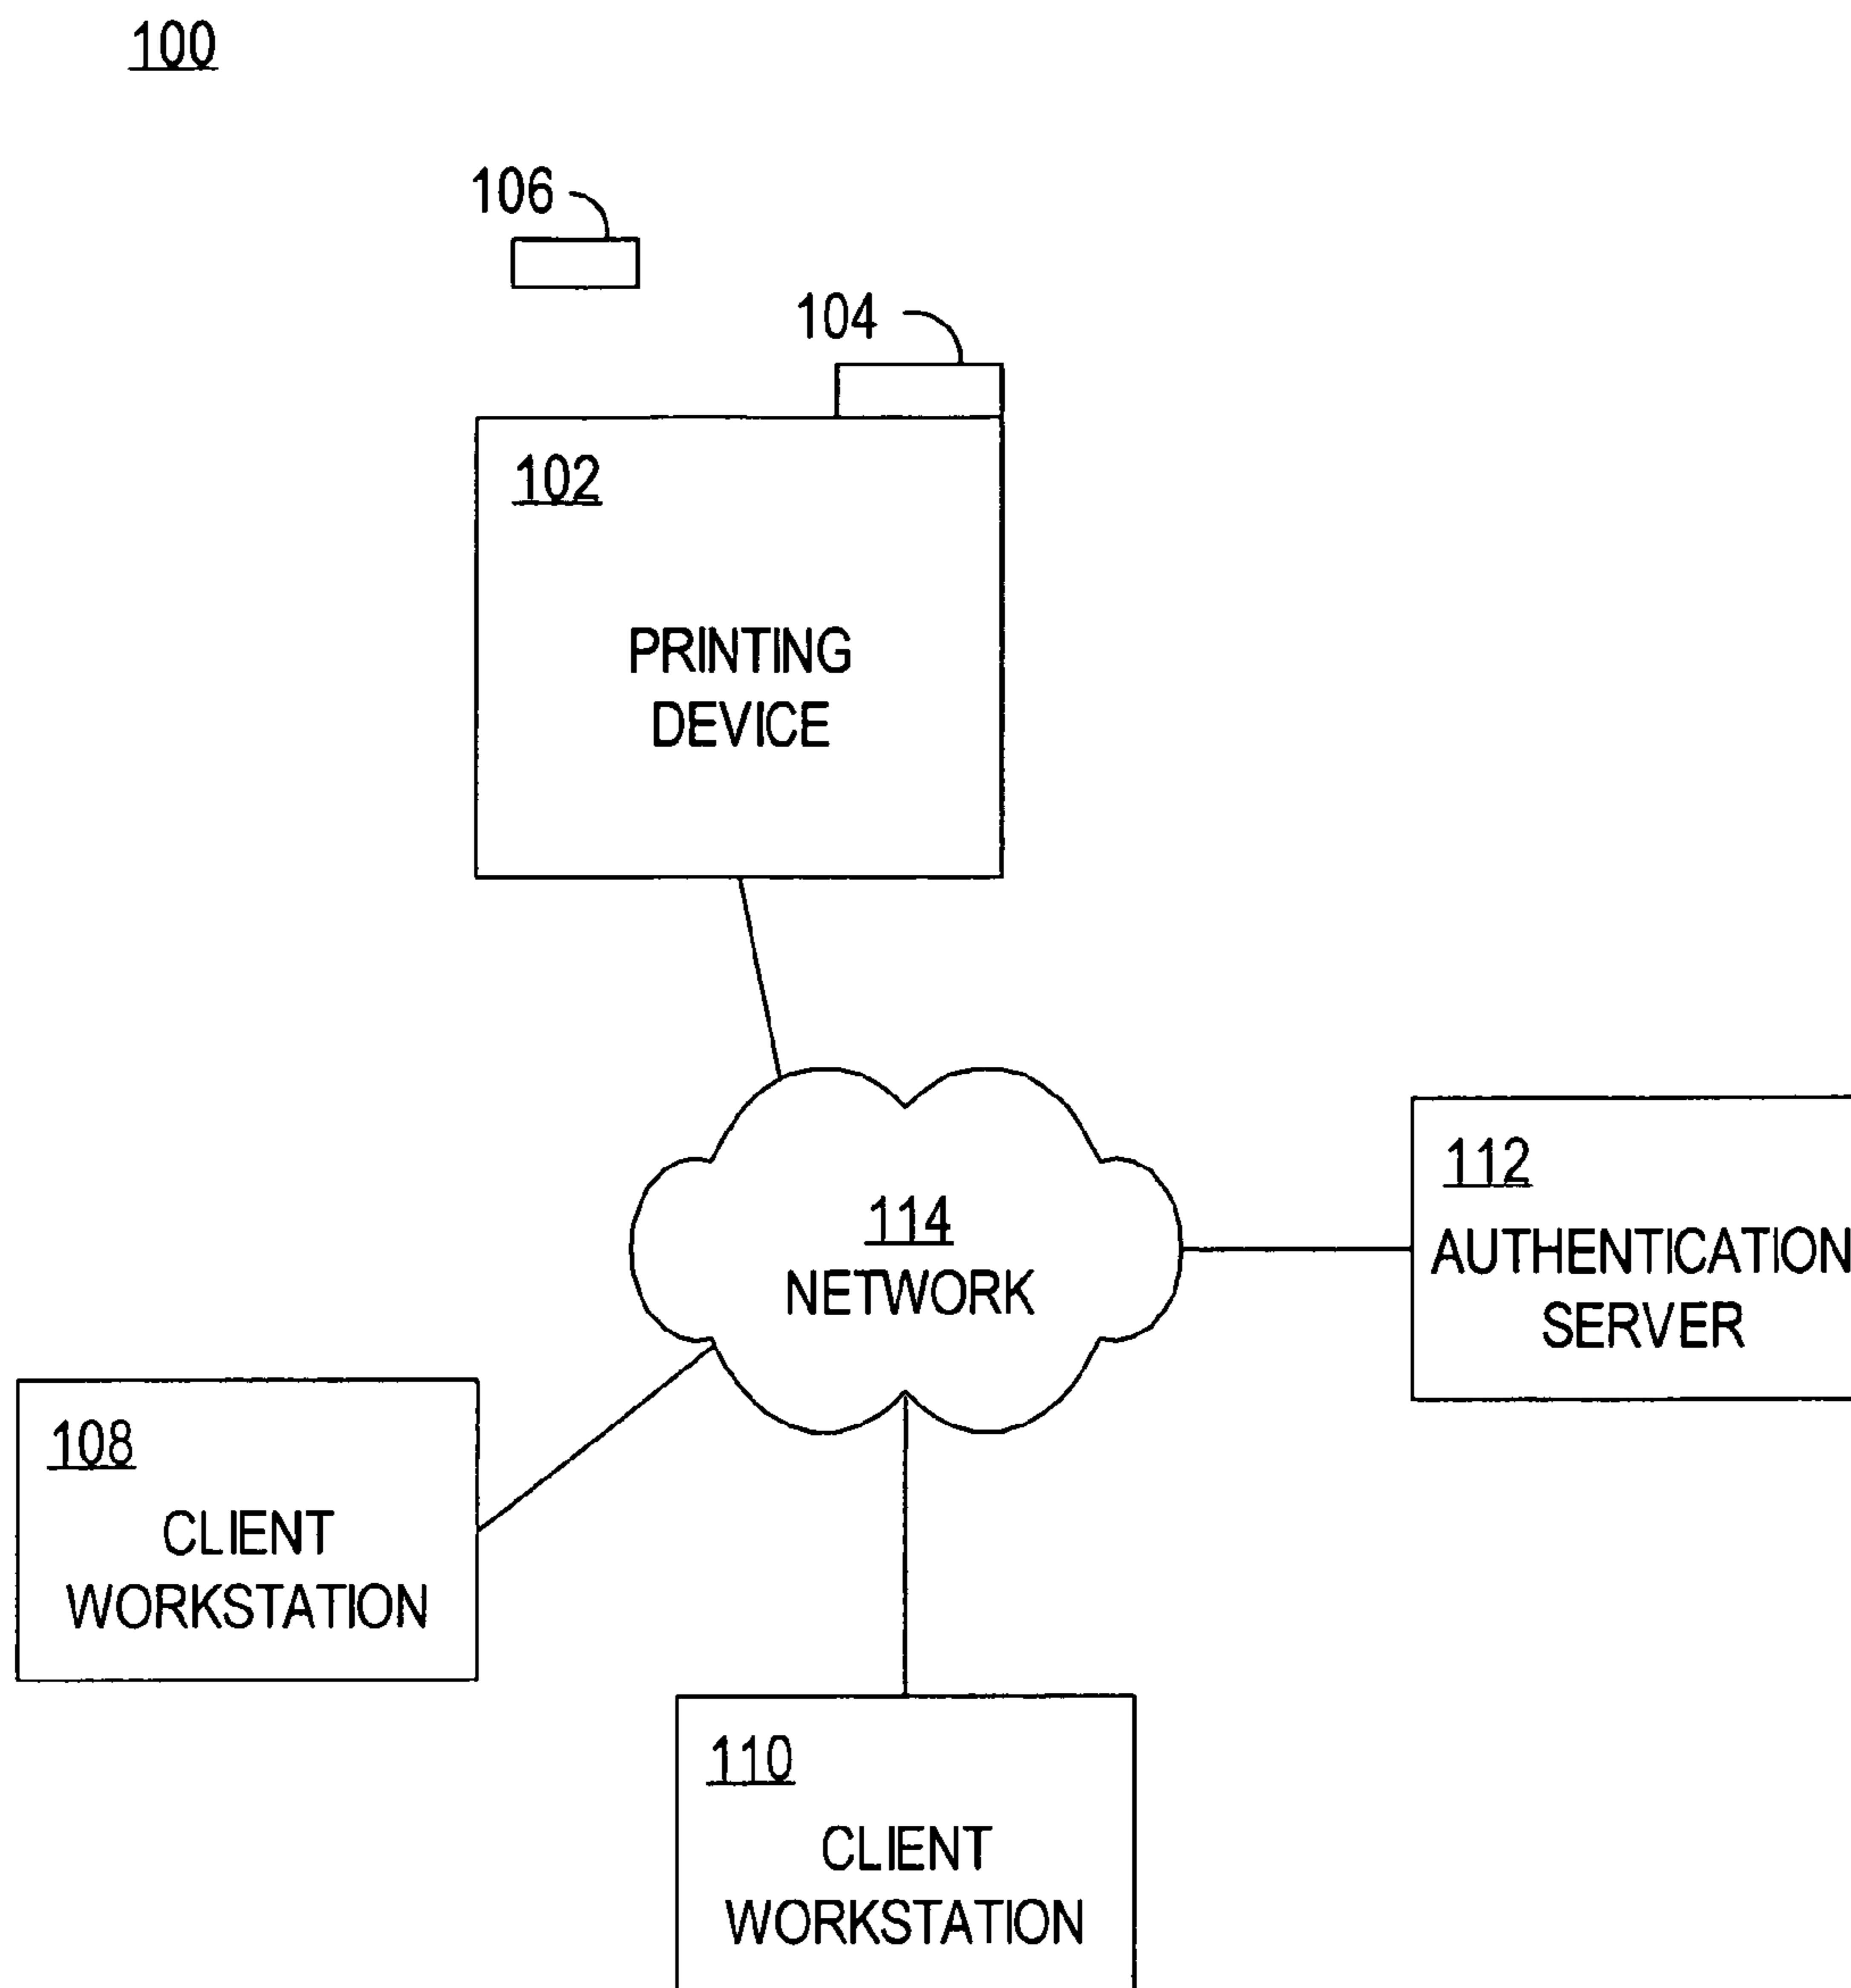 100
106
104
102
PRINTING
DEVICE
114
NETWORK
112
AUTHENTICATION
SERVER
108
CLIENT
WORKSTATION
110
CLIENT
WORKSTATION